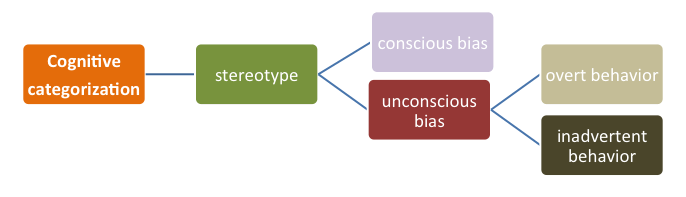 Cognitive
categorization
stereotype
conscious bias
unconscious
bias
overt behavior
inadvertent
behavior